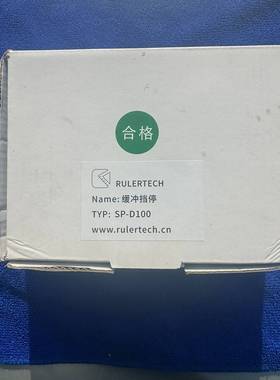 合格
RULERTECH
Name: 缓冲挡停
TYP: SP-D100
www.rulertech.cn